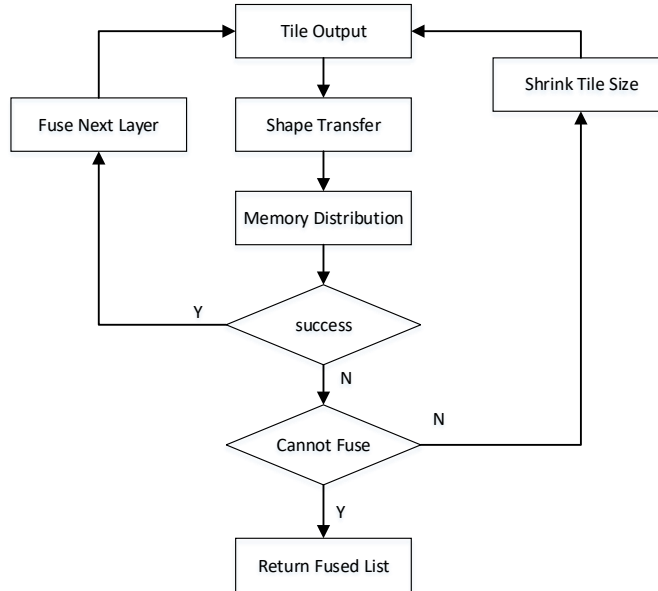 Tile Output
Shrink Tile Size
Fuse Next Layer
Shape Transfer
Memory Distribution
Y
success
N
N
Cannot Fuse
Y
Return Fused List